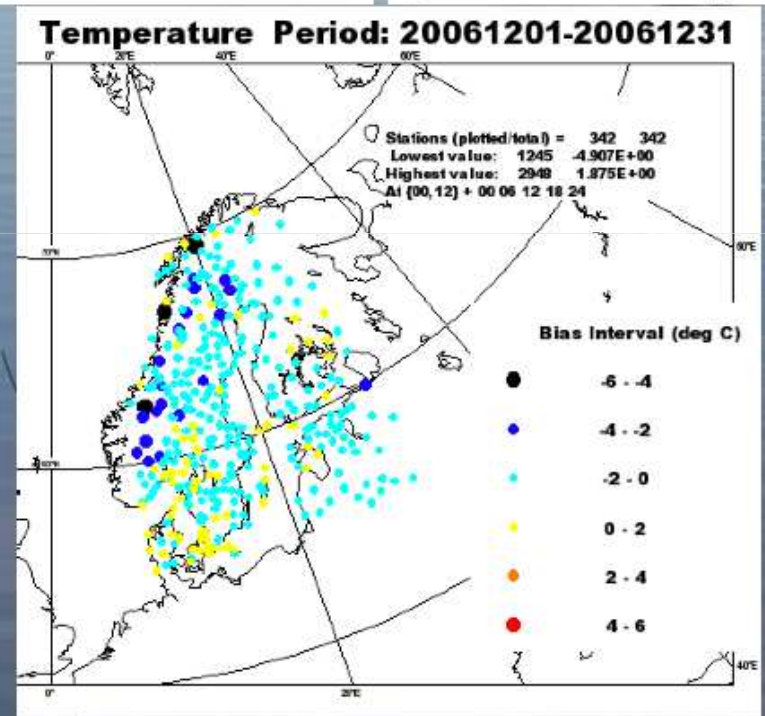 Temperature Period: 20061201-20061231
0° 20°E 40°E 60°E
Stations (plotted/total) = 342 342
Lowest value: 1245 -4.907E+00
Highest value: 2948 1.875E+00
At {00,12} + 00 06 12 18 24
70°N
60°E
Bias Interval (deg C)
-6 - -4
-4 - -2
-2 - 0
60°N
0 - 2
2 - 4
4 - 6
40°E
0° 20°E